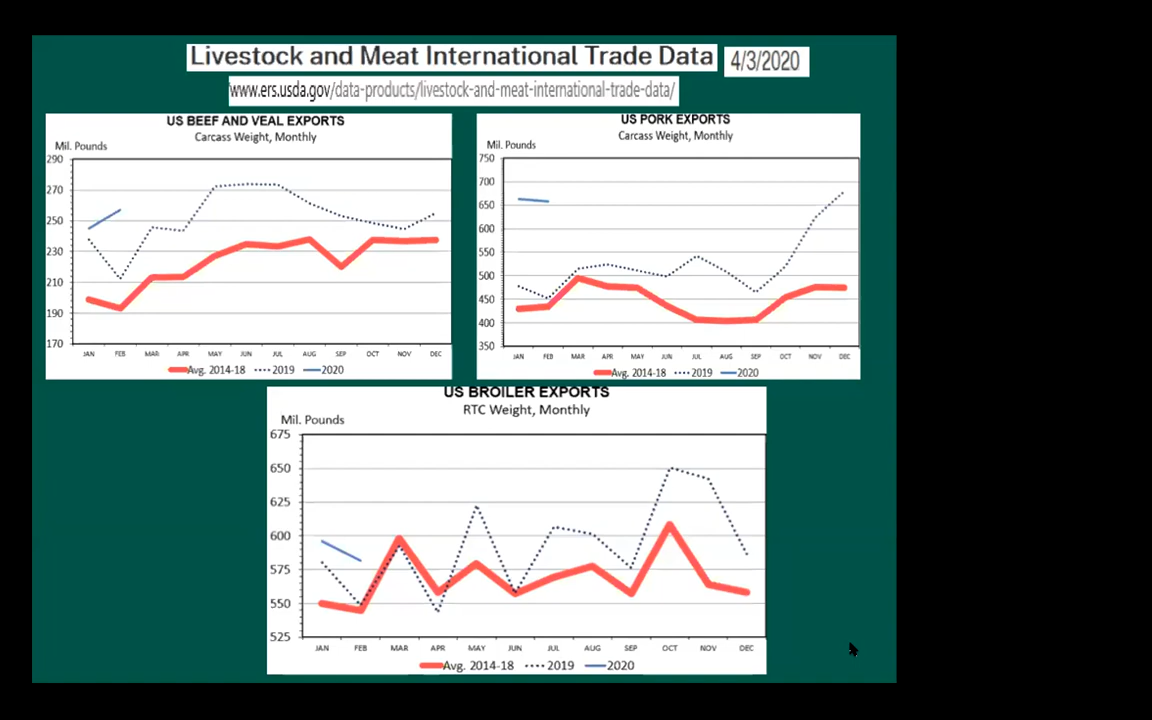 Livestock and Meat International Trade Data 4/3/2020
www.ers.usda.gov/data-products/livestock-and-meat-international-trade-data/
US BEEF AND VEAL EXPORTS
Carcass Weight, Monthly
Mil. Pounds
290
270
250
230
210
190
170
JAN FEB MAR APR MAY JUN JUL AUG SEP OCT NOV DEC
Avg. 2014-18 2019 2020
US PORK EXPORTS
Carcass Weight, Monthly
Mil. Pounds
750
700
650
600
550
500
450
400
350
JAN FEB MAR APR MAY JUN JUL AUG SEP OCT NOV DEC
Avg. 2014-18 2019 2020
US BROILER EXPORTS
RTC Weight, Monthly
Mil. Pounds
675
650
625
600
575
550
525
JAN FEB MAR APR MAY JUN JUL AUG SEP OCT NOV DEC
Avg. 2014-18 2019 2020